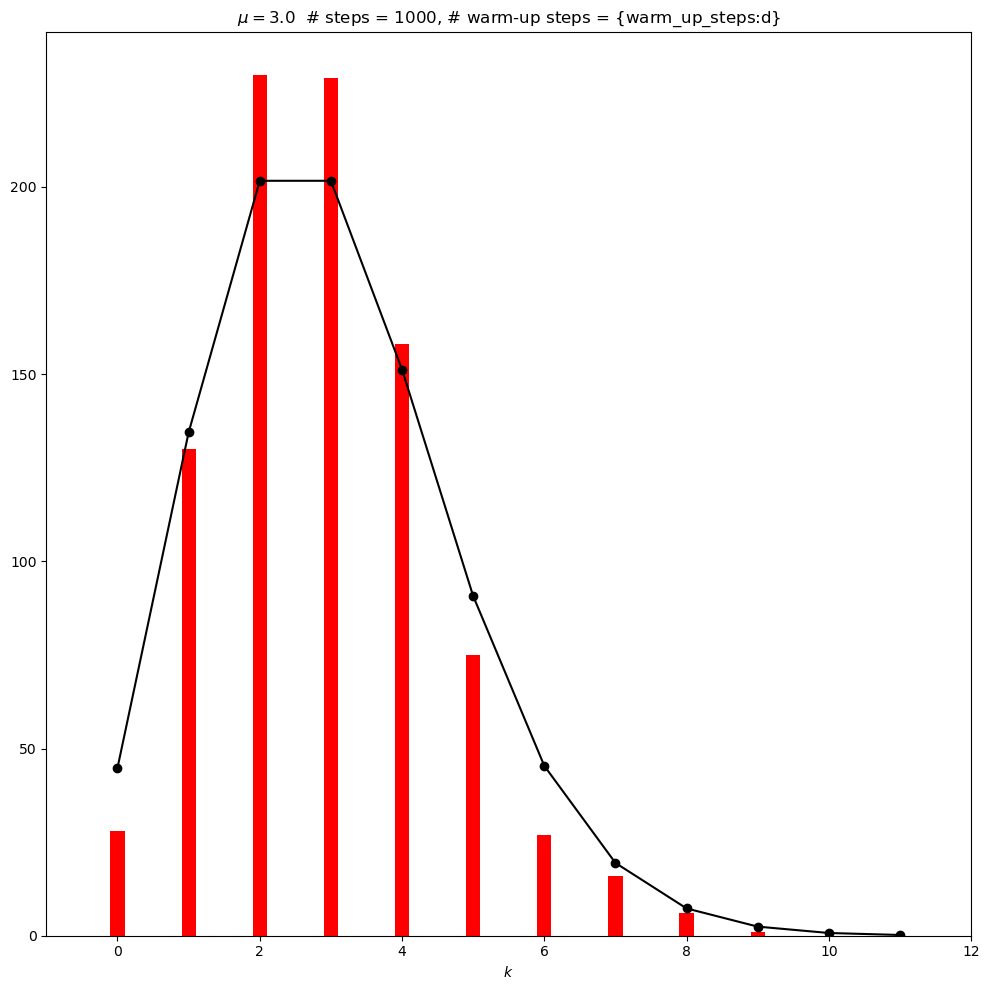 μ = 3.0 # steps = 1000, # warm-up steps = {warm_up_steps:d}
200
150
100
50
0
0 2 4 6 8 10 12
k